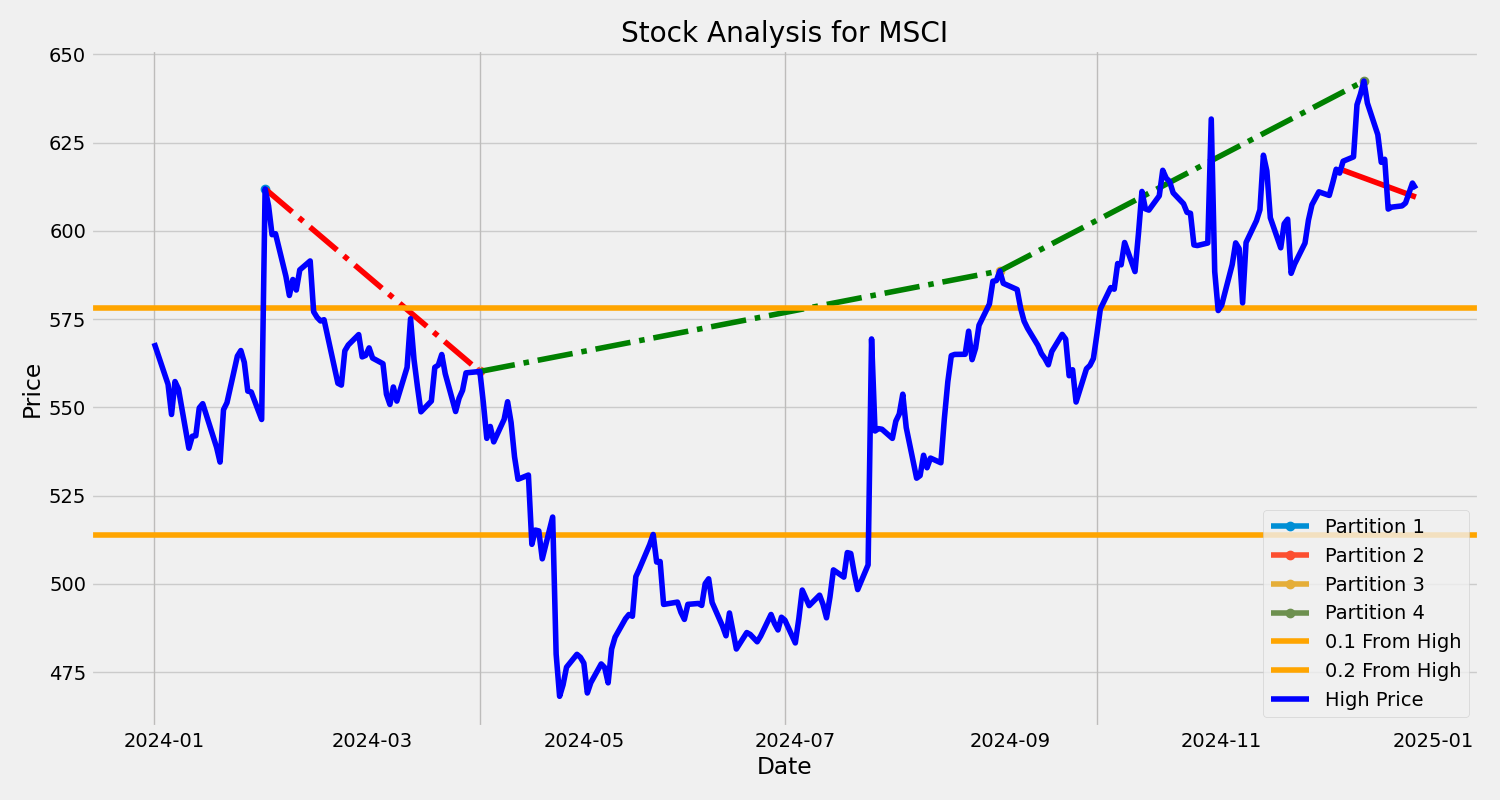 Stock Analysis for MSCI
Price
650
625
600
575
550
525
500
475
2024-01
2024-03
2024-05
2024-07
2024-09
2024-11
2025-01
Date
Partition 1
Partition 2
Partition 3
Partition 4
0.1 From High
0.2 From High
High Price